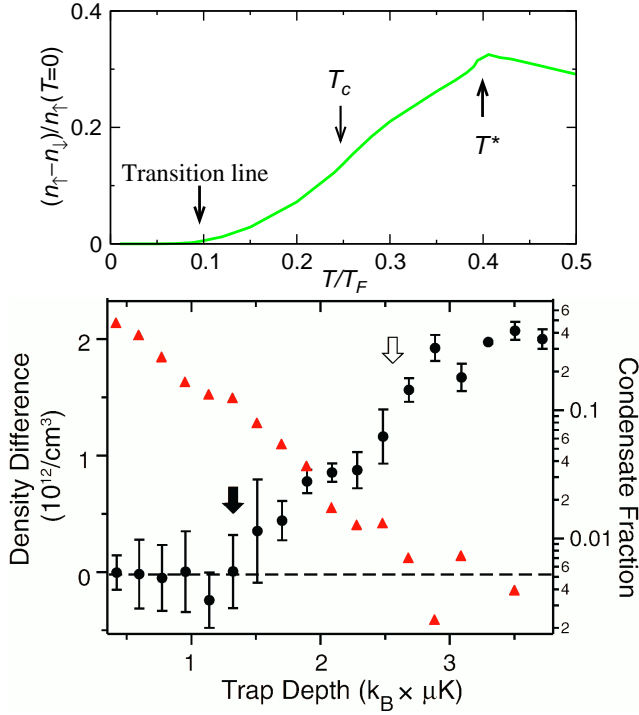 (n↑−n↓)/n↑(T=0)
0.4
0.2
0
T_c
T*
Transition line
0 0.1 0.2 0.3 0.4 0.5
T/T_F
Density Difference
(10^12/cm^3)
2
1
0
6
4
2
0.1
6
4
2
0.01
6
4
2
Condensate Fraction
1 2 3
Trap Depth (k_B × μK)